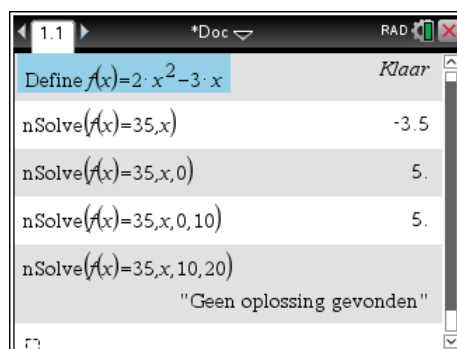 1.1 *Doc RAD
Define f(x)=2·x²−3·x Klaar
nSolve(f(x)=35,x) -3.5
nSolve(f(x)=35,x,0) 5.
nSolve(f(x)=35,x,0,10) 5.
nSolve(f(x)=35,x,10,20)
"Geen oplossing gevonden"